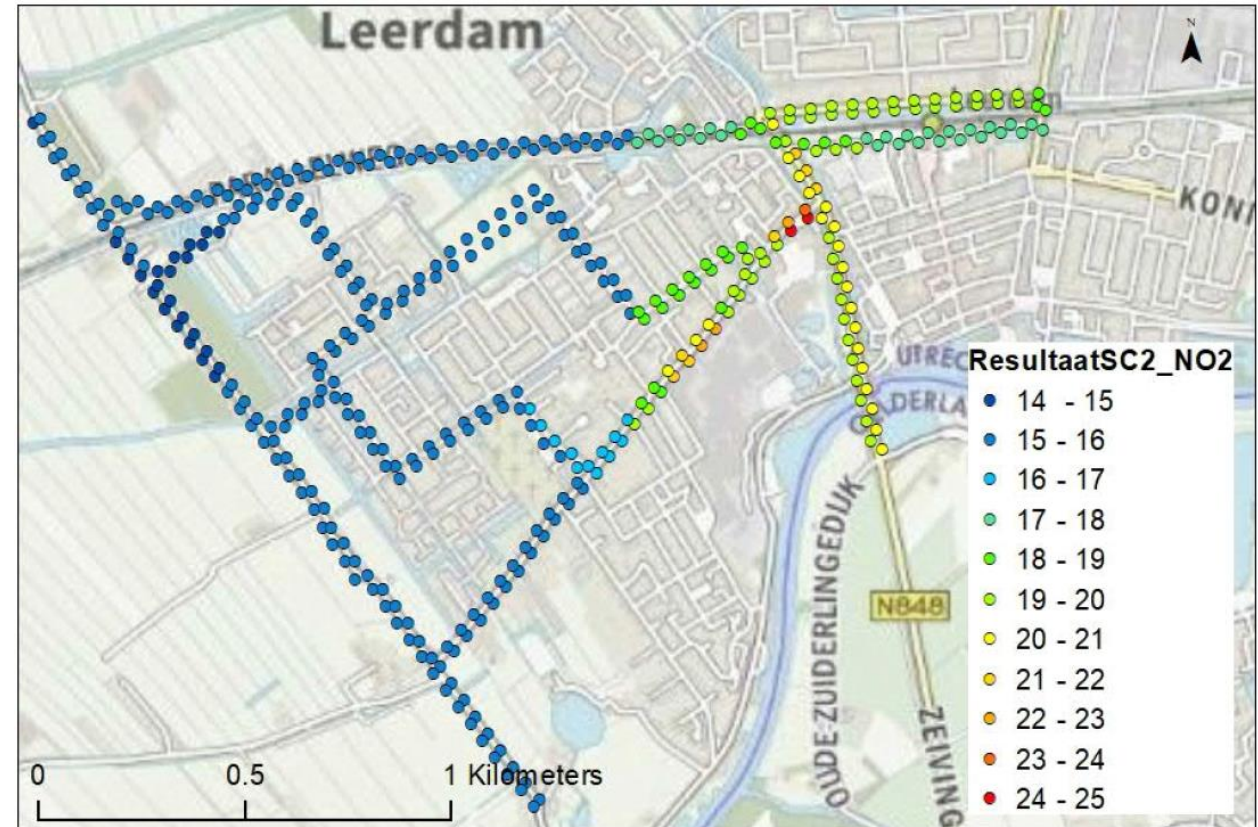 Leerdam
N
KONI
ResultaatSC2_NO2
UTREC
DERLA
14 - 15
15 - 16
16 - 17
17 - 18
18 - 19
19 - 20
20 - 21
21 - 22
22 - 23
23 - 24
24 - 25
OUDE-ZUIDERLINGEDIJK
N848
ZEIVING
0 0.5 1 Kilometers